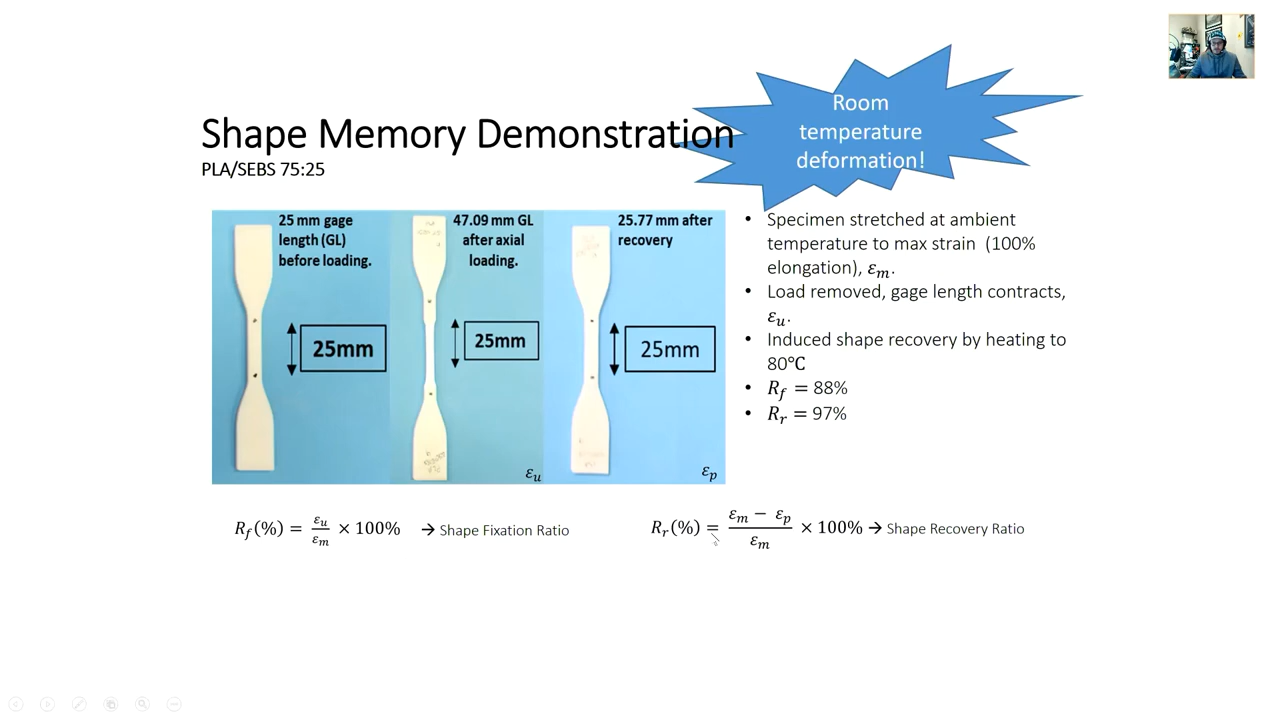 Room
temperature
deformation!
Shape Memory Demonstration
PLA/SEBS 75:25
25 mm gage
length (GL)
before loading.
25mm
47.09 mm GL
after axial
loading.
25mm
εu
25.77 mm after
recovery
25mm
εp
• Specimen stretched at ambient
temperature to max strain (100%
elongation), εm.
• Load removed, gage length contracts,
εu.
• Induced shape recovery by heating to
80℃
• Rf = 88%
• Rr = 97%
Rf(%) = εu/εm × 100% → Shape Fixation Ratio
Rr(%) = εm − εp/εm × 100% → Shape Recovery Ratio